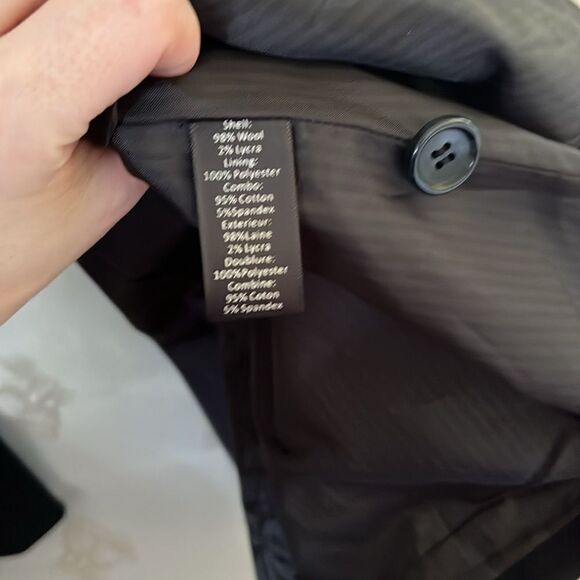 Shell:
98% Wool
2% Lycra
Lining:
100% Polyester
Combo:
95% Cotton
5%Spandex
Exterieur:
98%Laine
2% Lycra
Doublure:
100%Polyester
Combine:
95% Coton
5% Spandex